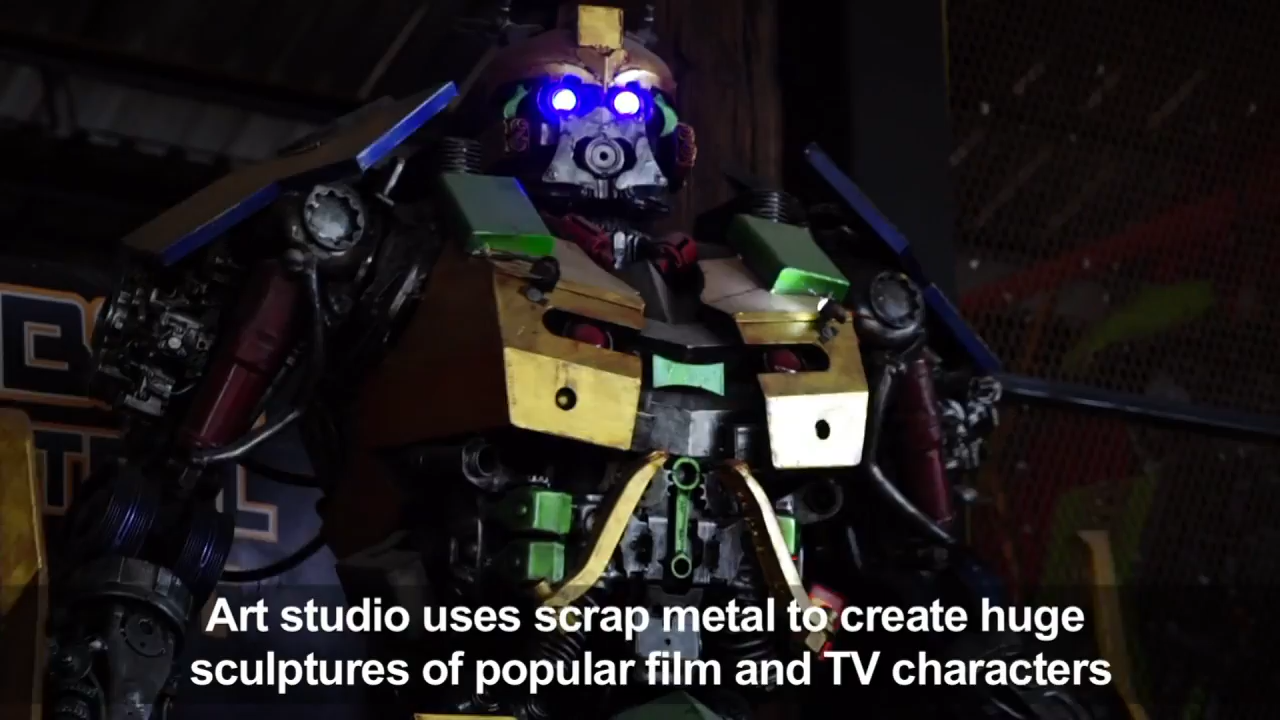 Art studio uses scrap metal to create huge
sculptures of popular film and TV characters